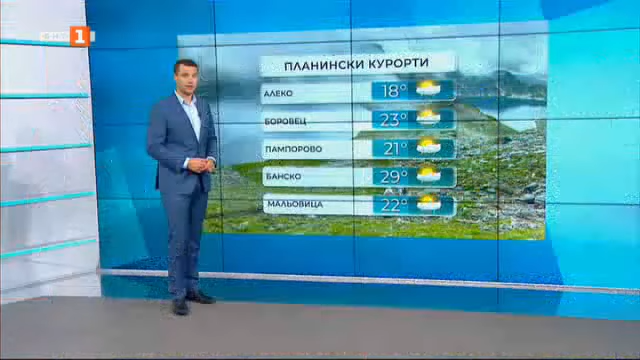 БНТ 1
ПЛАНИНСКИ КУРОРТИ
АЛЕКО 18°
БОРОВЕЦ 23°
ПАМПОРОВО 21°
БАНСКО 29°
МАЛЬОВИЦА 22°